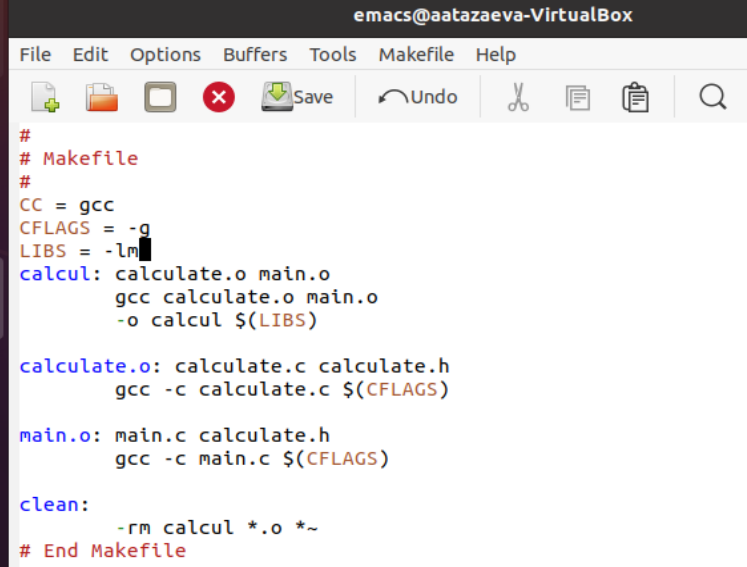 emacs@aatazaeva-VirtualBox
File Edit Options Buffers Tools Makefile Help
Save Undo
#
# Makefile
#
CC = gcc
CFLAGS = -g
LIBS = -lm
calcul: calculate.o main.o
gcc calculate.o main.o
-o calcul $(LIBS)
calculate.o: calculate.c calculate.h
gcc -c calculate.c $(CFLAGS)
main.o: main.c calculate.h
gcc -c main.c $(CFLAGS)
clean:
-rm calcul *.o *~
# End Makefile